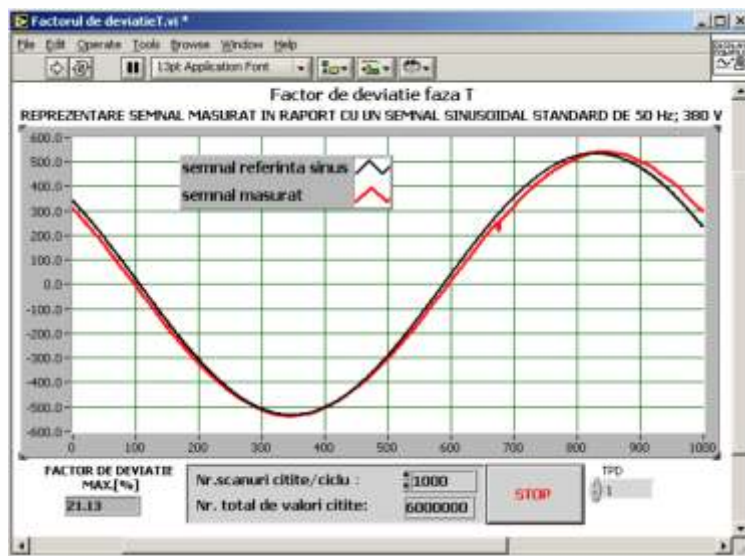 Factorul de deviatieT.vi *
File Edit Operate Tools Browse Window Help
13pt Application Font
Factor de deviatie faza T
REPREZENTARE SEMNAL MASURAT IN RAPORT CU UN SEMNAL SINUSOIDAL STANDARD DE 50 Hz; 380 V
600.0
500.0
400.0
300.0
200.0
100.0
0.0
-100.0
-200.0
-300.0
-400.0
-500.0
-600.0
semnal referinta sinus
semnal masurat
0 100 200 300 400 500 600 700 800 900 1000
FACTOR DE DEVIATIE
MAX.[%]
21.13
Nr.scanuri citite/ciclu : 1000
Nr. total de valori citite: 6000000
STOP
TPD
1